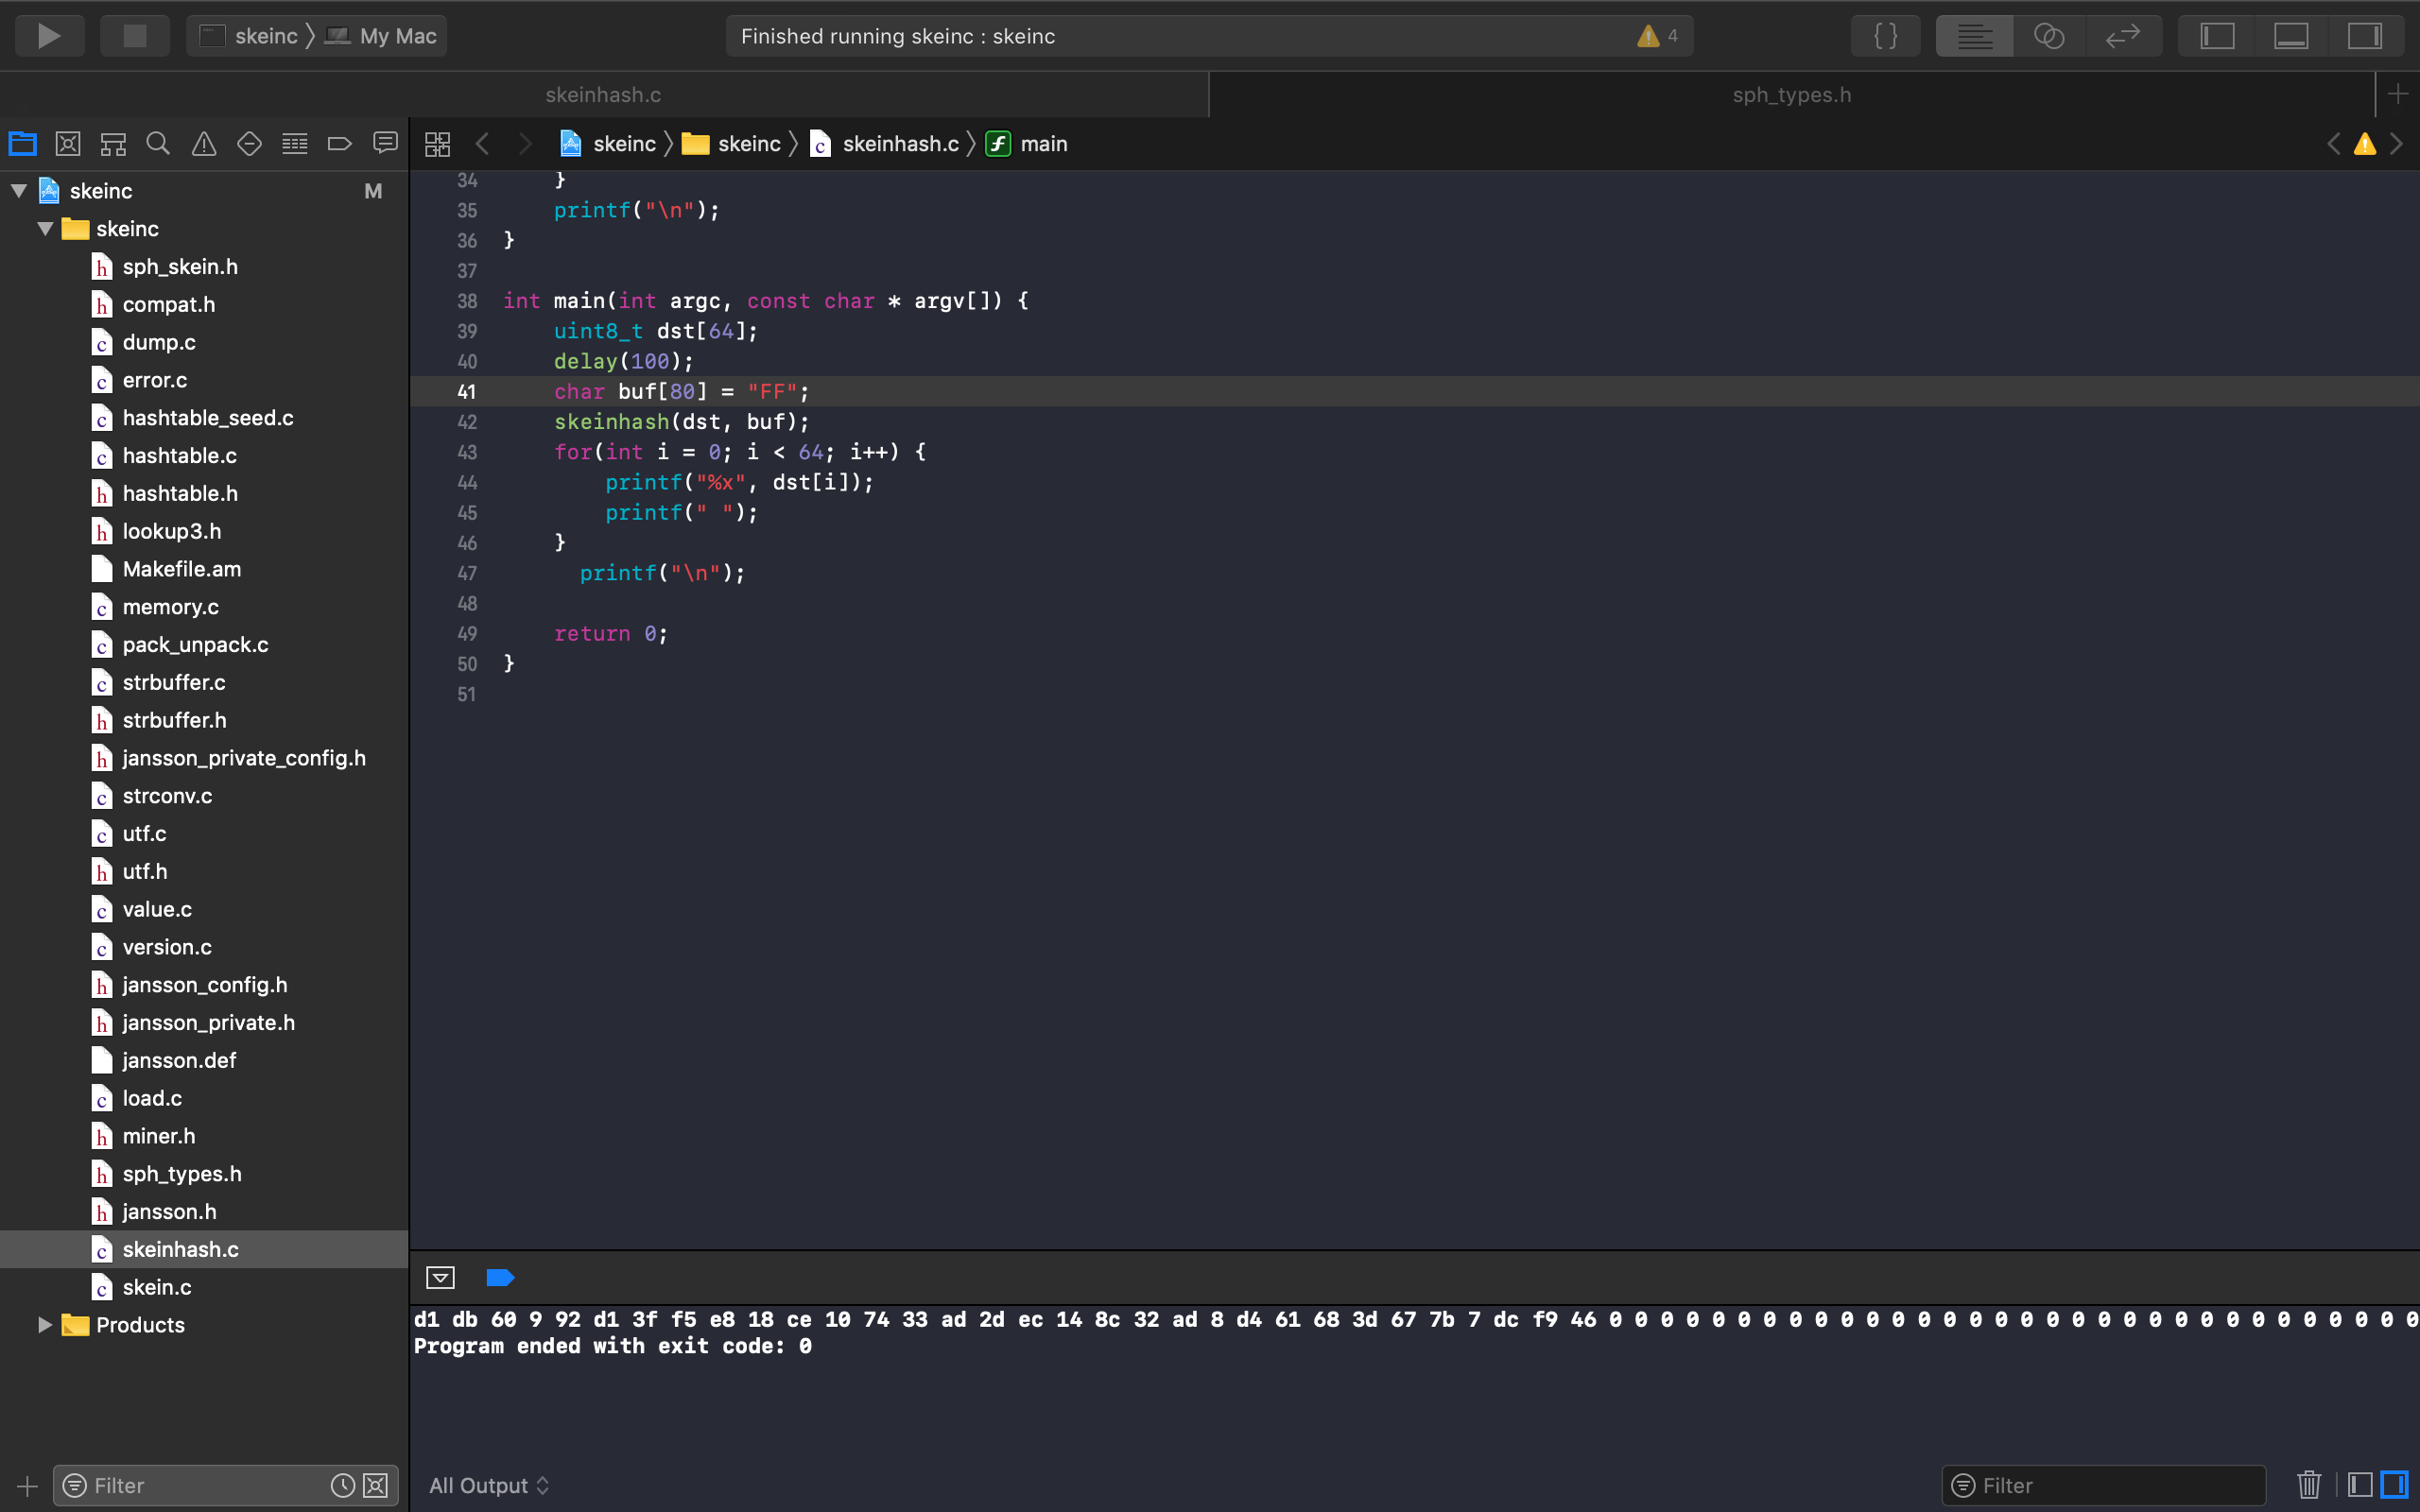 skeinc › My Mac
Finished running skeinc : skeinc
4
{ }
skeinhash.c
sph_types.h
skeinc › skeinc › skeinhash.c › main
skeinc M
skeinc
sph_skein.h
compat.h
dump.c
error.c
hashtable_seed.c
hashtable.c
hashtable.h
lookup3.h
Makefile.am
memory.c
pack_unpack.c
strbuffer.c
strbuffer.h
jansson_private_config.h
strconv.c
utf.c
utf.h
value.c
version.c
jansson_config.h
jansson_private.h
jansson.def
load.c
miner.h
sph_types.h
jansson.h
skeinhash.c
skein.c
Products
Filter
34     }
35     printf("\n");
36 }
37
38 int main(int argc, const char * argv[]) {
39     uint8_t dst[64];
40     delay(100);
41     char buf[80] = "FF";
42     skeinhash(dst, buf);
43     for(int i = 0; i < 64; i++) {
44         printf("%x", dst[i]);
45         printf(" ");
46     }
47       printf("\n");
48
49     return 0;
50 }
51
d1 db 60 9 92 d1 3f f5 e8 18 ce 10 74 33 ad 2d ec 14 8c 32 ad 8 d4 61 68 3d 67 7b 7 dc f9 46 0 0 0 0 0 0 0 0 0 0 0 0 0 0 0 0 0 0 0 0 0 0 0 0 0 0 0 0 0 0 0 0
Program ended with exit code: 0
All Output
Filter